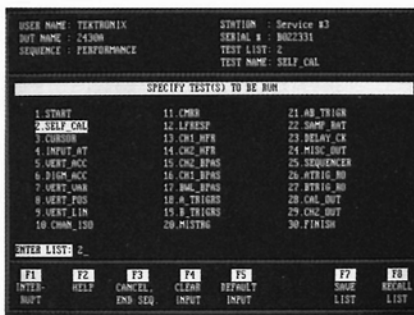 USER NAME: TEKTRONIX
DUT NAME : 2430A
SEQUENCE : PERFORMANCE
STATION : Service #3
SERIAL # : B022331
TEST LIST: 2
TEST NAME: SELF_CAL
SPECIFY TEST(S) TO BE RUN
1.START
2.SELF_CAL
3.CURSOR
4.INPUT_AT
5.VERT_ACC
6.DIGM_ACC
7.VERT_VAR
8.VERT_POS
9.VERT_LIN
10 CHAN_ISO
11.CMRR
12.LFRESP
13.CH1_HFR
14.CH2_HFR
15.CH2_BPAS
16.CH1_BPAS
17.BWL_BPAS
18.A_TRIGRS
19.B_TRIGRS
20.MISTRG
21.AB_TRIGR
22.SAMP_RAT
23.DELAY_CK
24.MISC_OUT
25.SEQUENCER
26.ATRIG_RO
27.BTRIG_RO
28.CAL_OUT
29.CH2_OUT
30.FINISH
ENTER LIST: 2_
F1 INTER-RUPT
F2 HELP
F3 CANCEL, END SEQ.
F4 CLEAR INPUT
F5 DEFAULT INPUT
F7 SAVE LIST
F8 RECALL LIST